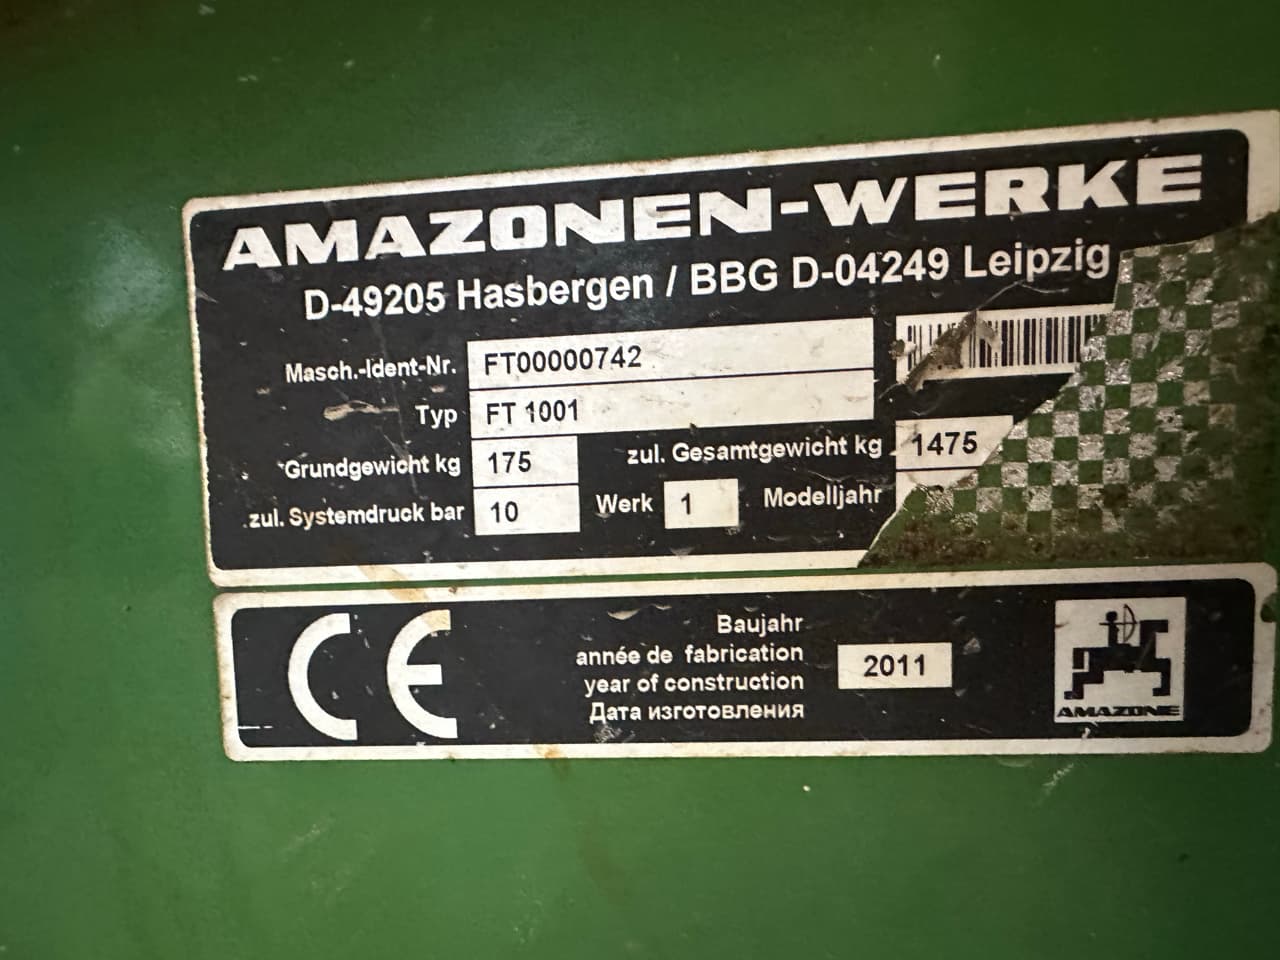 AMAZONEN-WERKE
D-49205 Hasbergen / BBG D-04249 Leipzig
Masch.-Ident-Nr. FT00000742
Typ FT 1001
Grundgewicht kg 175 zul. Gesamtgewicht kg 1475
zul. Systemdruck bar 10 Werk 1 Modelljahr
CE
Baujahr
année de fabrication
year of construction
Дата изготовления
2011
AMAZONE